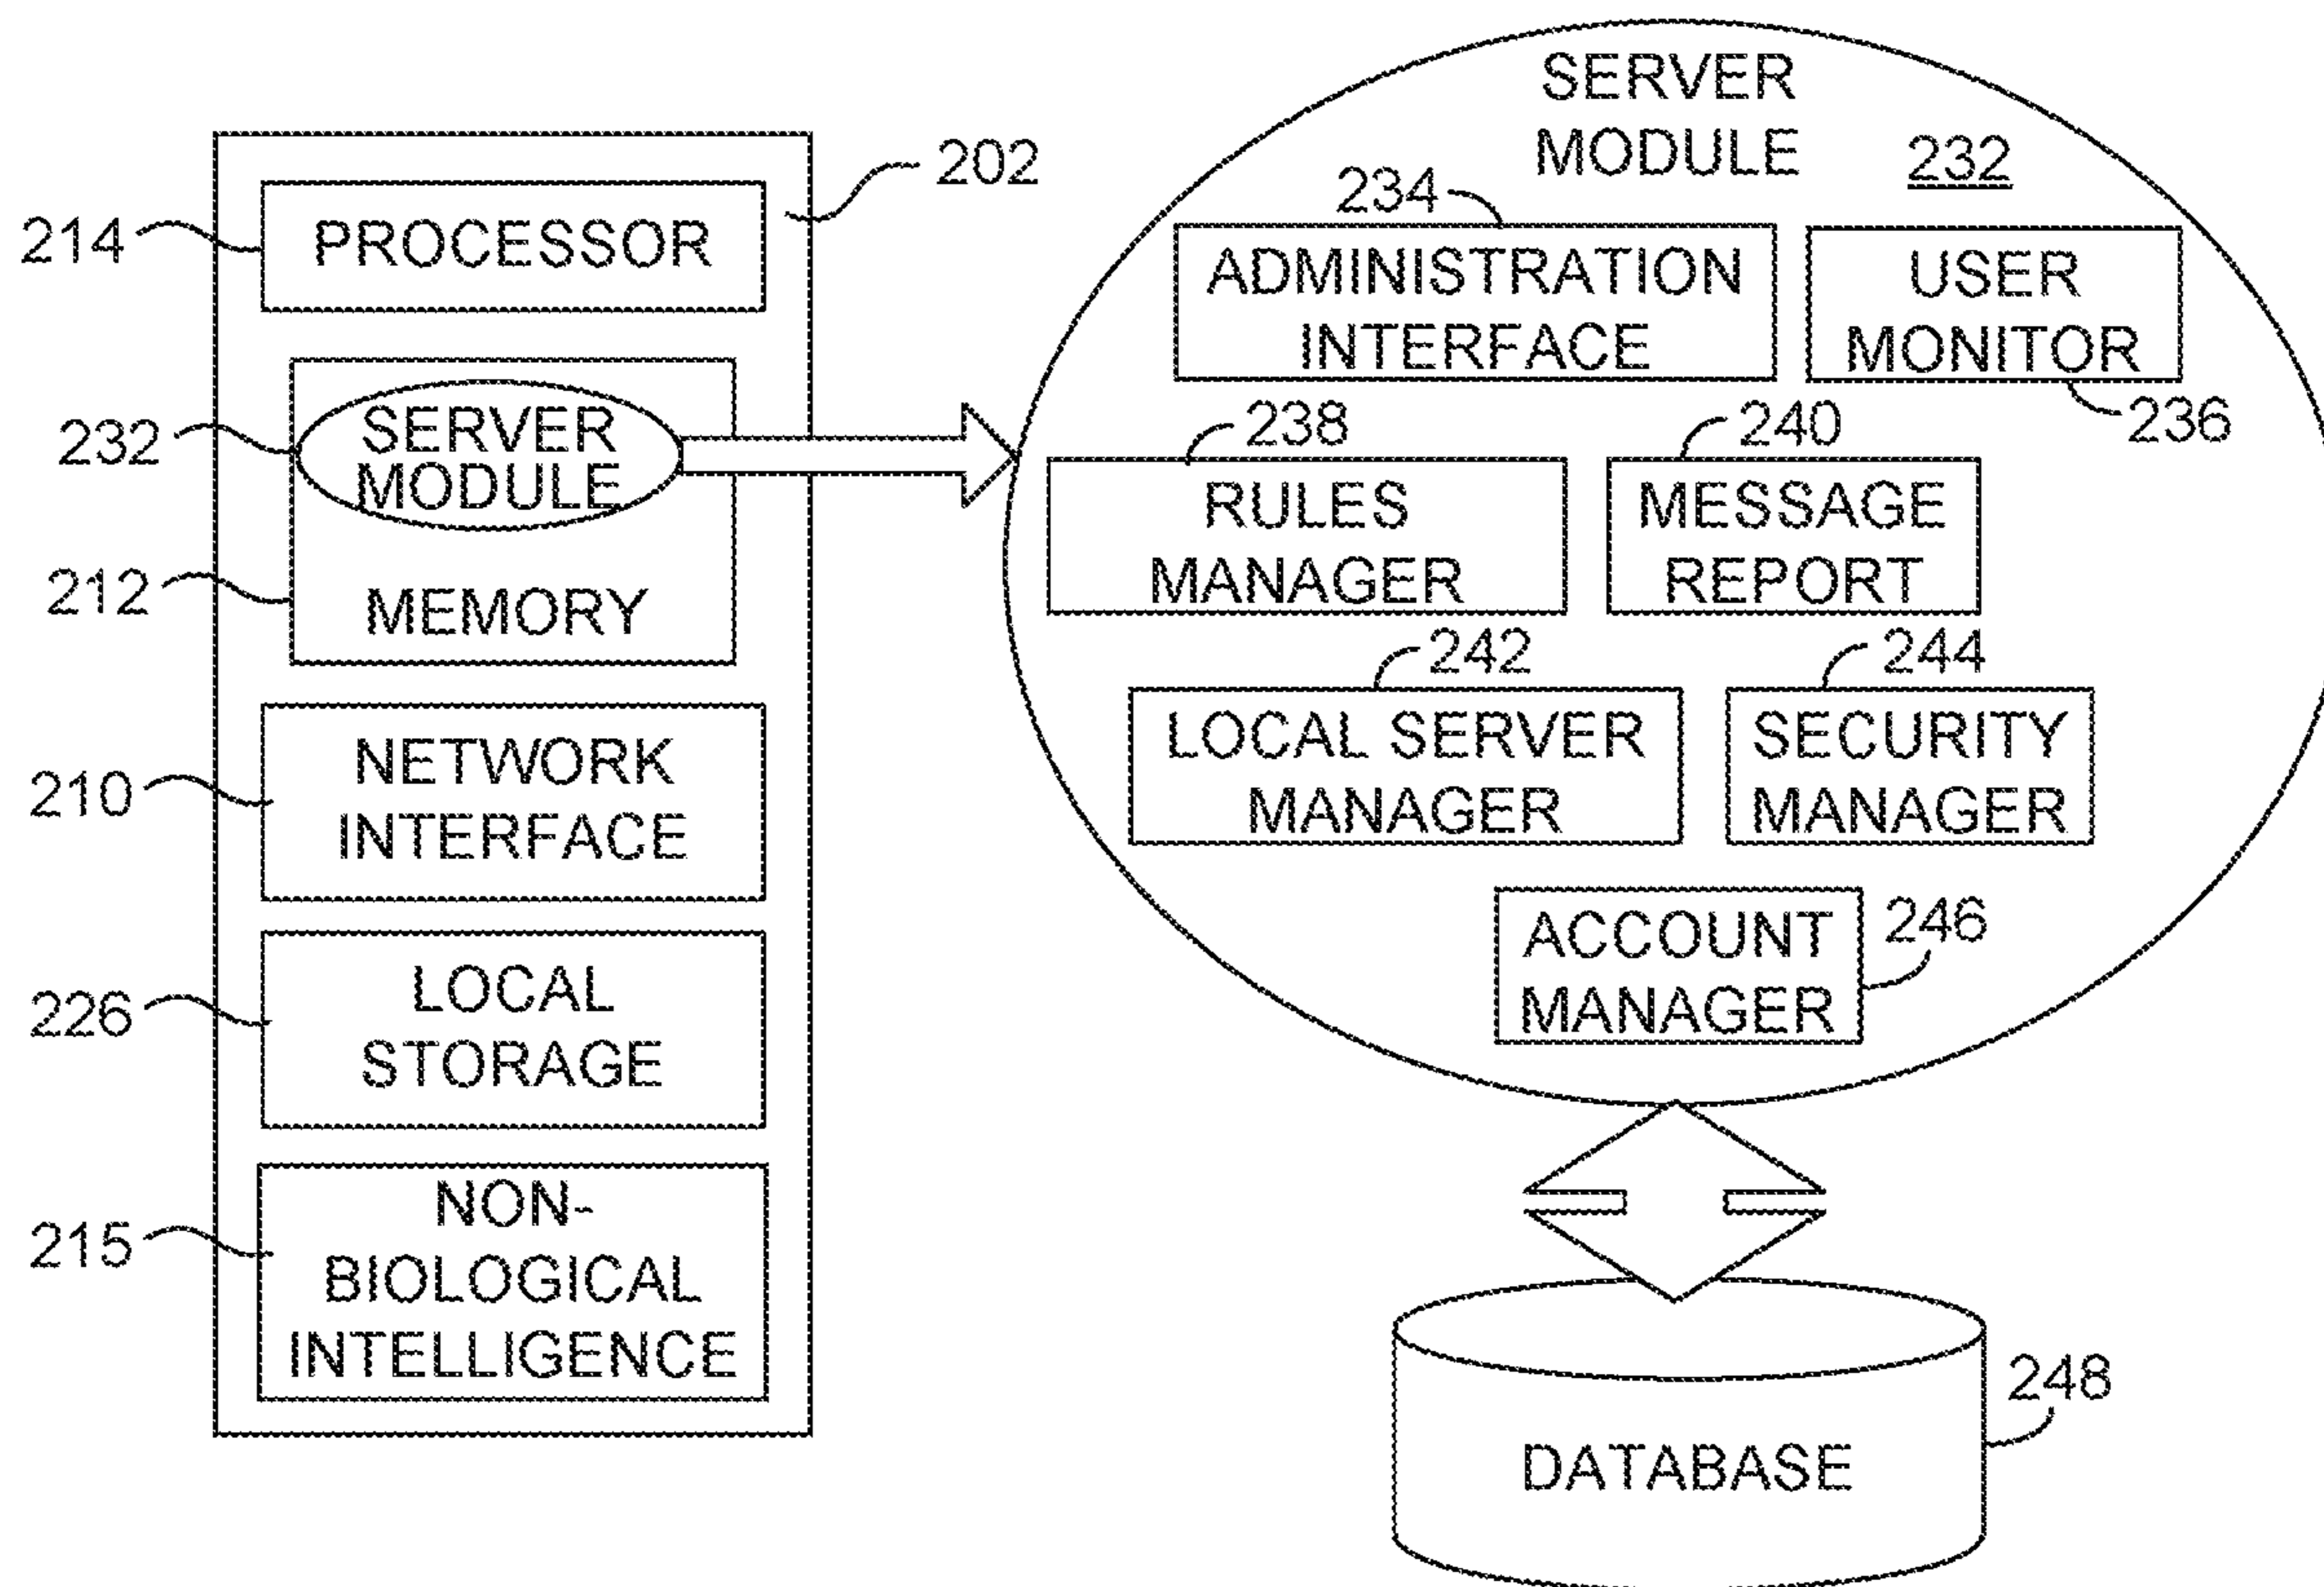 202
214
PROCESSOR
232
SERVER
MODULE
212
MEMORY
210
NETWORK
INTERFACE
226
LOCAL
STORAGE
215
NON-
BIOLOGICAL
INTELLIGENCE
SERVER
MODULE
232
234
ADMINISTRATION
INTERFACE
USER
MONITOR
236
238
RULES
MANAGER
240
MESSAGE
REPORT
242
LOCAL SERVER
MANAGER
244
SECURITY
MANAGER
ACCOUNT
MANAGER
246
248
DATABASE